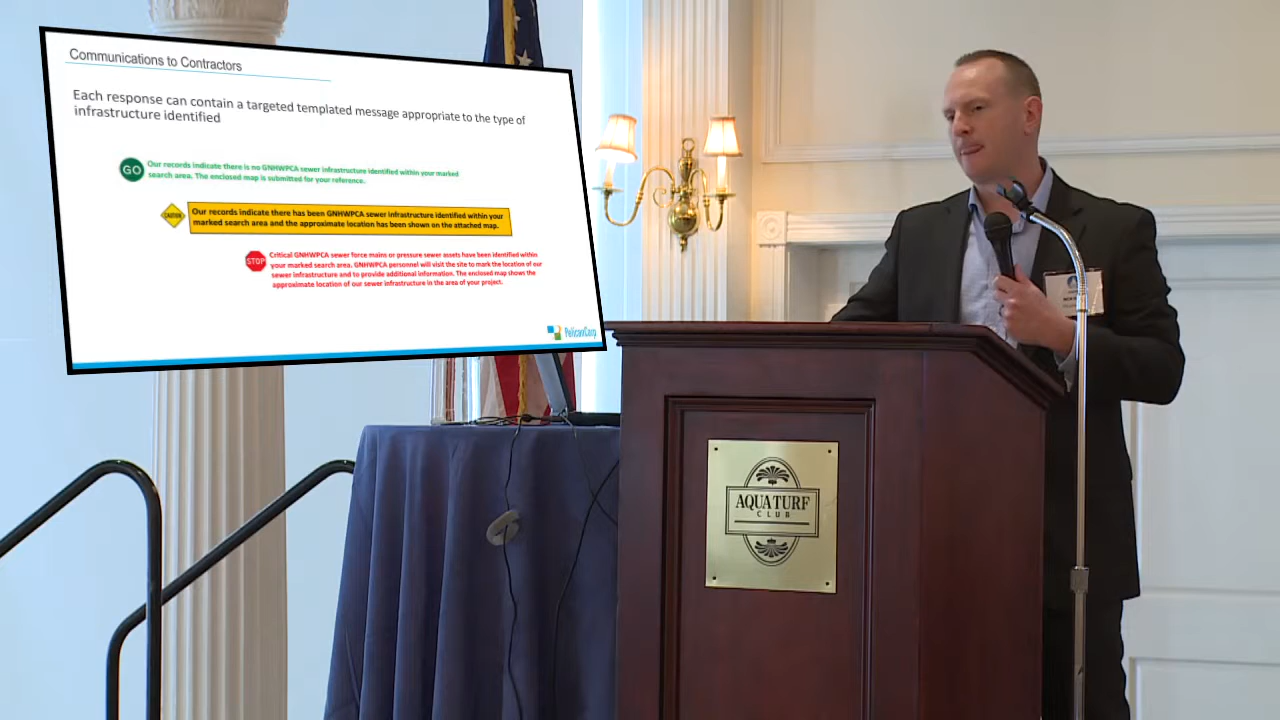 Communications to Contractors
Each response can contain a targeted templated message appropriate to the type of
infrastructure identified
GO
Our records indicate there is no GNHWPCA sewer infrastructure identified within your marked
search area. The enclosed map is submitted for your reference.
CAUTION
Our records indicate there has been GNHWPCA sewer infrastructure identified within your
marked search area and the approximate location has been shown on the attached map.
STOP
Critical GNHWPCA sewer force mains or pressure sewer assets have been identified within
your marked search area. GNHWPCA personnel will visit the site to mark the location of our
sewer infrastructure and to provide additional information. The enclosed map shows the
approximate location of our sewer infrastructure in the area of your project.
PelicanCorp
AQUA TURF
CLUB